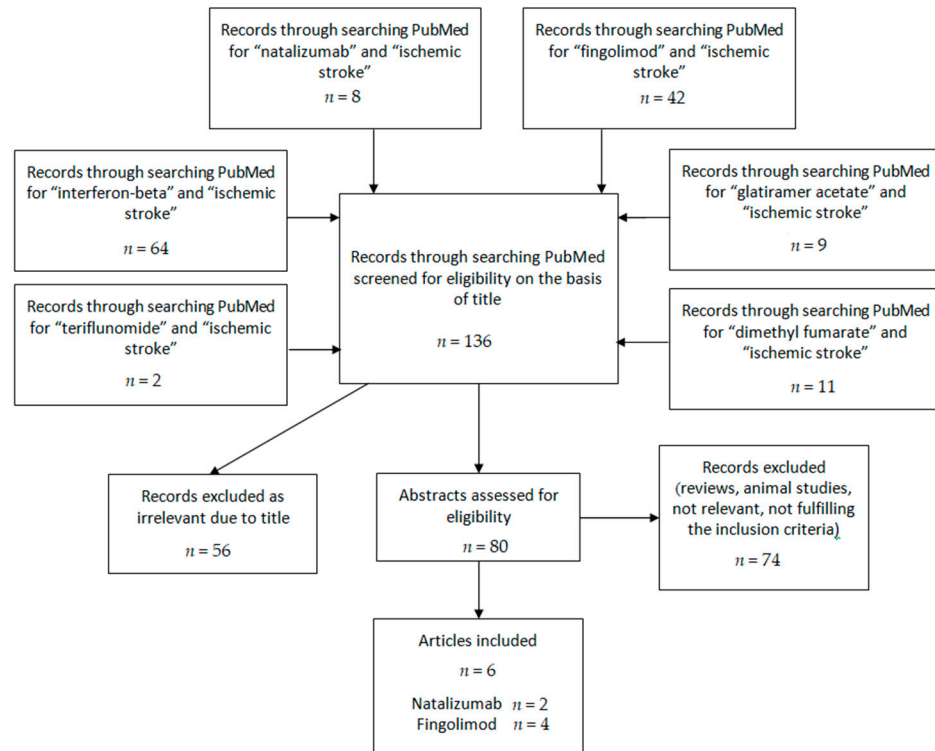 Records through searching PubMed
for “natalizumab” and “ischemic
stroke”
n = 8
Records through searching PubMed
for “fingolimod” and “ischemic
stroke”
n = 42
Records through searching PubMed
for “interferon-beta” and “ischemic
stroke”
n = 64
Records through searching PubMed
for “glatiramer acetate” and
“ischemic stroke”
n = 9
Records through searching PubMed
screened for eligibility on the basis
of title
n = 136
Records through searching PubMed
for “teriflunomide” and “ischemic
stroke”
n = 2
Records through searching PubMed
for “dimethyl fumarate” and
“ischemic stroke”
n = 11
Records excluded as
irrelevant due to title
n = 56
Abstracts assessed for
eligibility
n = 80
Records excluded
(reviews, animal studies,
not relevant, not fulfilling
the inclusion criteria)
n = 74
Articles included
n = 6
Natalizumab n = 2
Fingolimod n = 4